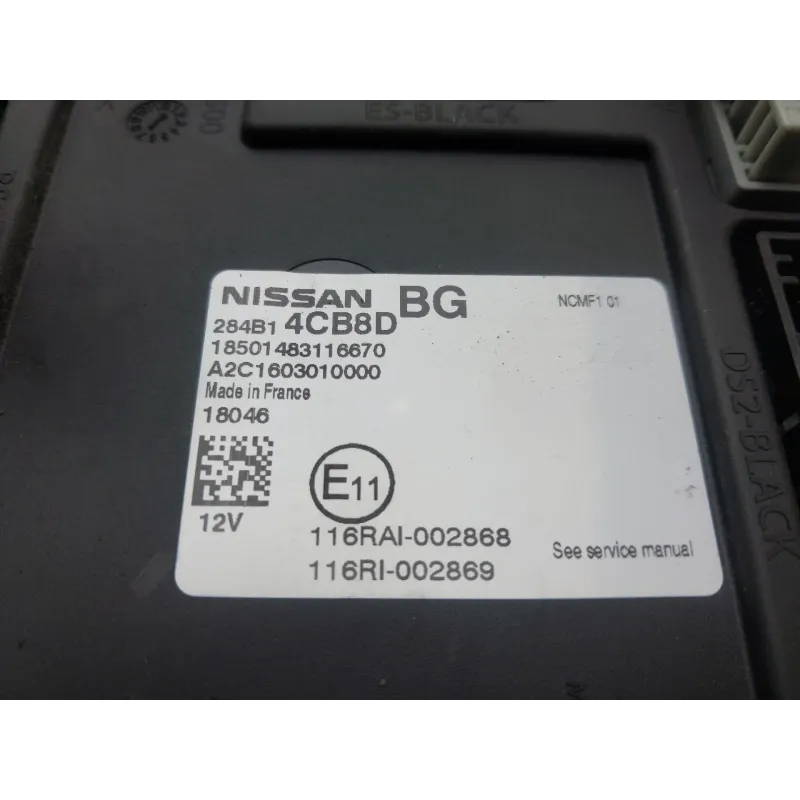 ES-BLACK
NISSAN BG
NCMF1 01
284B1 4CB8D
18501483116670
A2C1603010000
Made in France
18046
12V
E11
116RAI-002868
116RI-002869
See service manual
DS2-BLACK